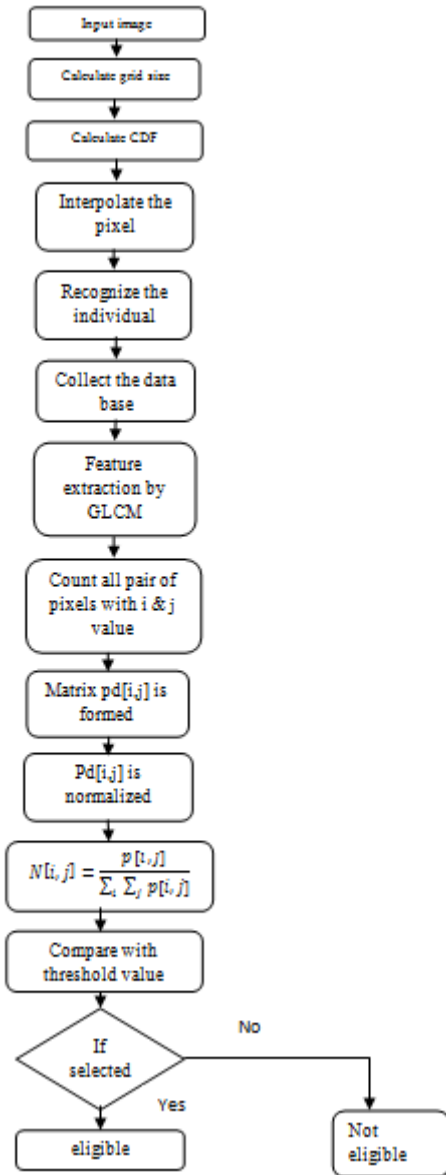 Input image
Calculate grid size
Calculate CDF
Interpolate the
pixel
Recognize the
individual
Collect the data
base
Feature
extraction by
GLCM
Count all pair of
pixels with i & j
value
Matrix pd[i,j] is
formed
Pd[i,j] is
normalized
N[i, j] = p[i, j] / ∑i ∑j p[i, j]
Compare with
threshold value
If
selected
No
Yes
eligible
Not
eligible